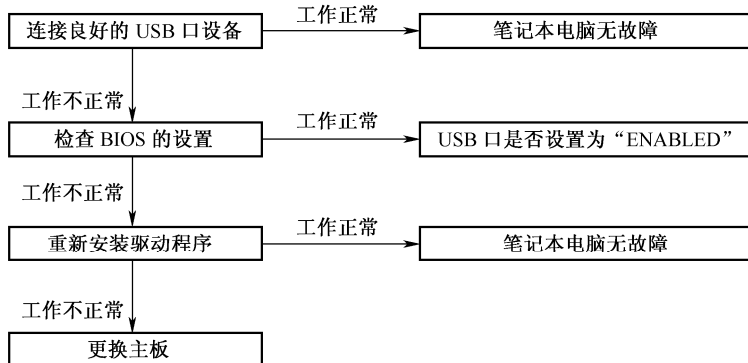 连接良好的 USB 口设备
工作正常
笔记本电脑无故障
工作不正常
检查 BIOS 的设置
工作正常
USB 口是否设置为“ENABLED”
工作不正常
重新安装驱动程序
工作正常
笔记本电脑无故障
工作不正常
更换主板